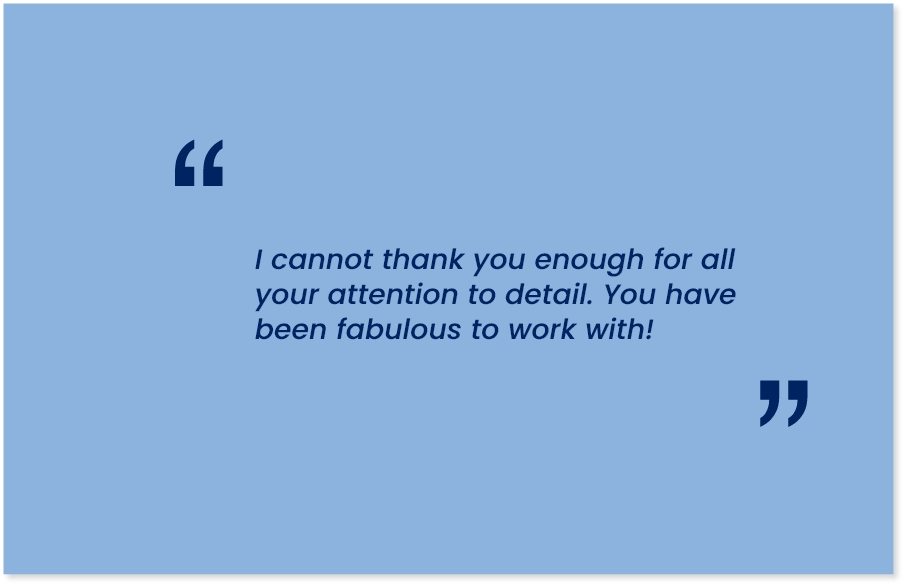 “
I cannot thank you enough for all
your attention to detail. You have
been fabulous to work with!
”